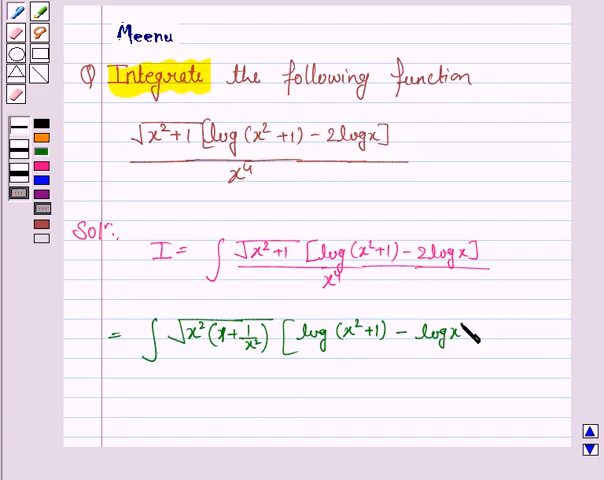 Meenu
Q Integrate the following function
√x²+1 [log (x²+1) - 2logx]
x⁴
Solⁿ:
I = ∫ √x²+1 [log (x²+1) - 2logx]
x⁴
= ∫ √x² (1 + 1/x²) [log (x²+1) - logx